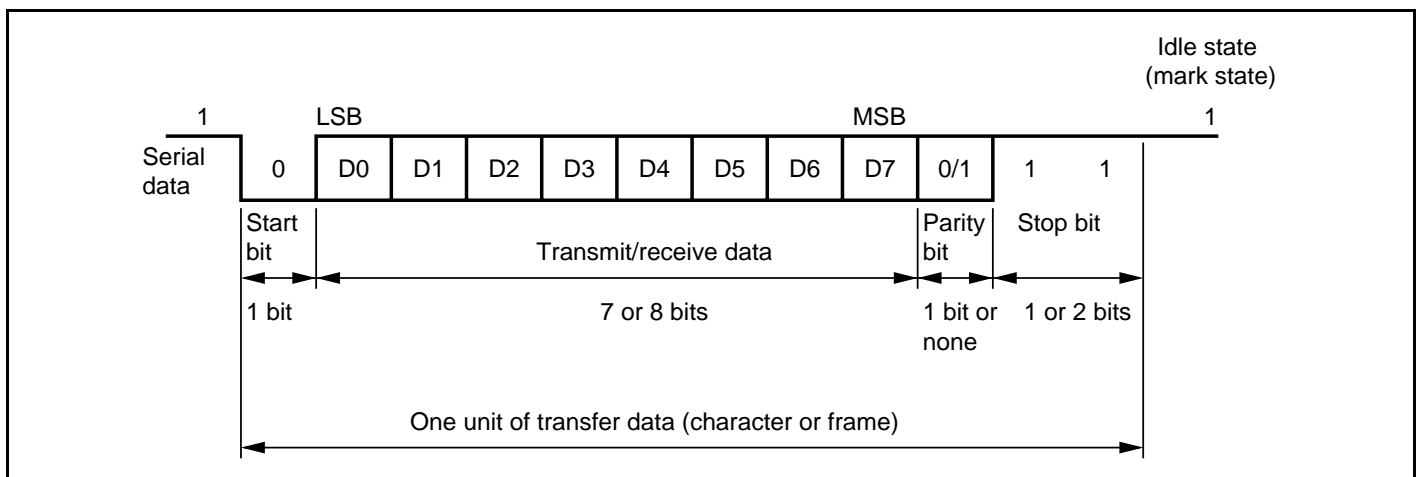 Idle state
(mark state)
1 LSB MSB 1
Serial
data
0 D0 D1 D2 D3 D4 D5 D6 D7 0/1 1 1
Start
bit
Transmit/receive data
Parity
bit
Stop bit
1 bit
7 or 8 bits
1 bit or
none
1 or 2 bits
One unit of transfer data (character or frame)